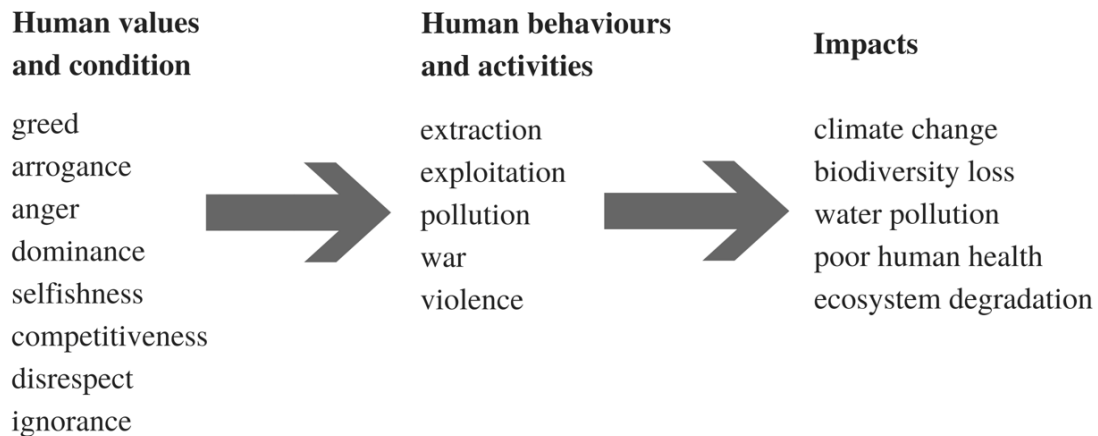 Human values
and condition
greed
arrogance
anger
dominance
selfishness
competitiveness
disrespect
ignorance
Human behaviours
and activities
extraction
exploitation
pollution
war
violence
Impacts
climate change
biodiversity loss
water pollution
poor human health
ecosystem degradation